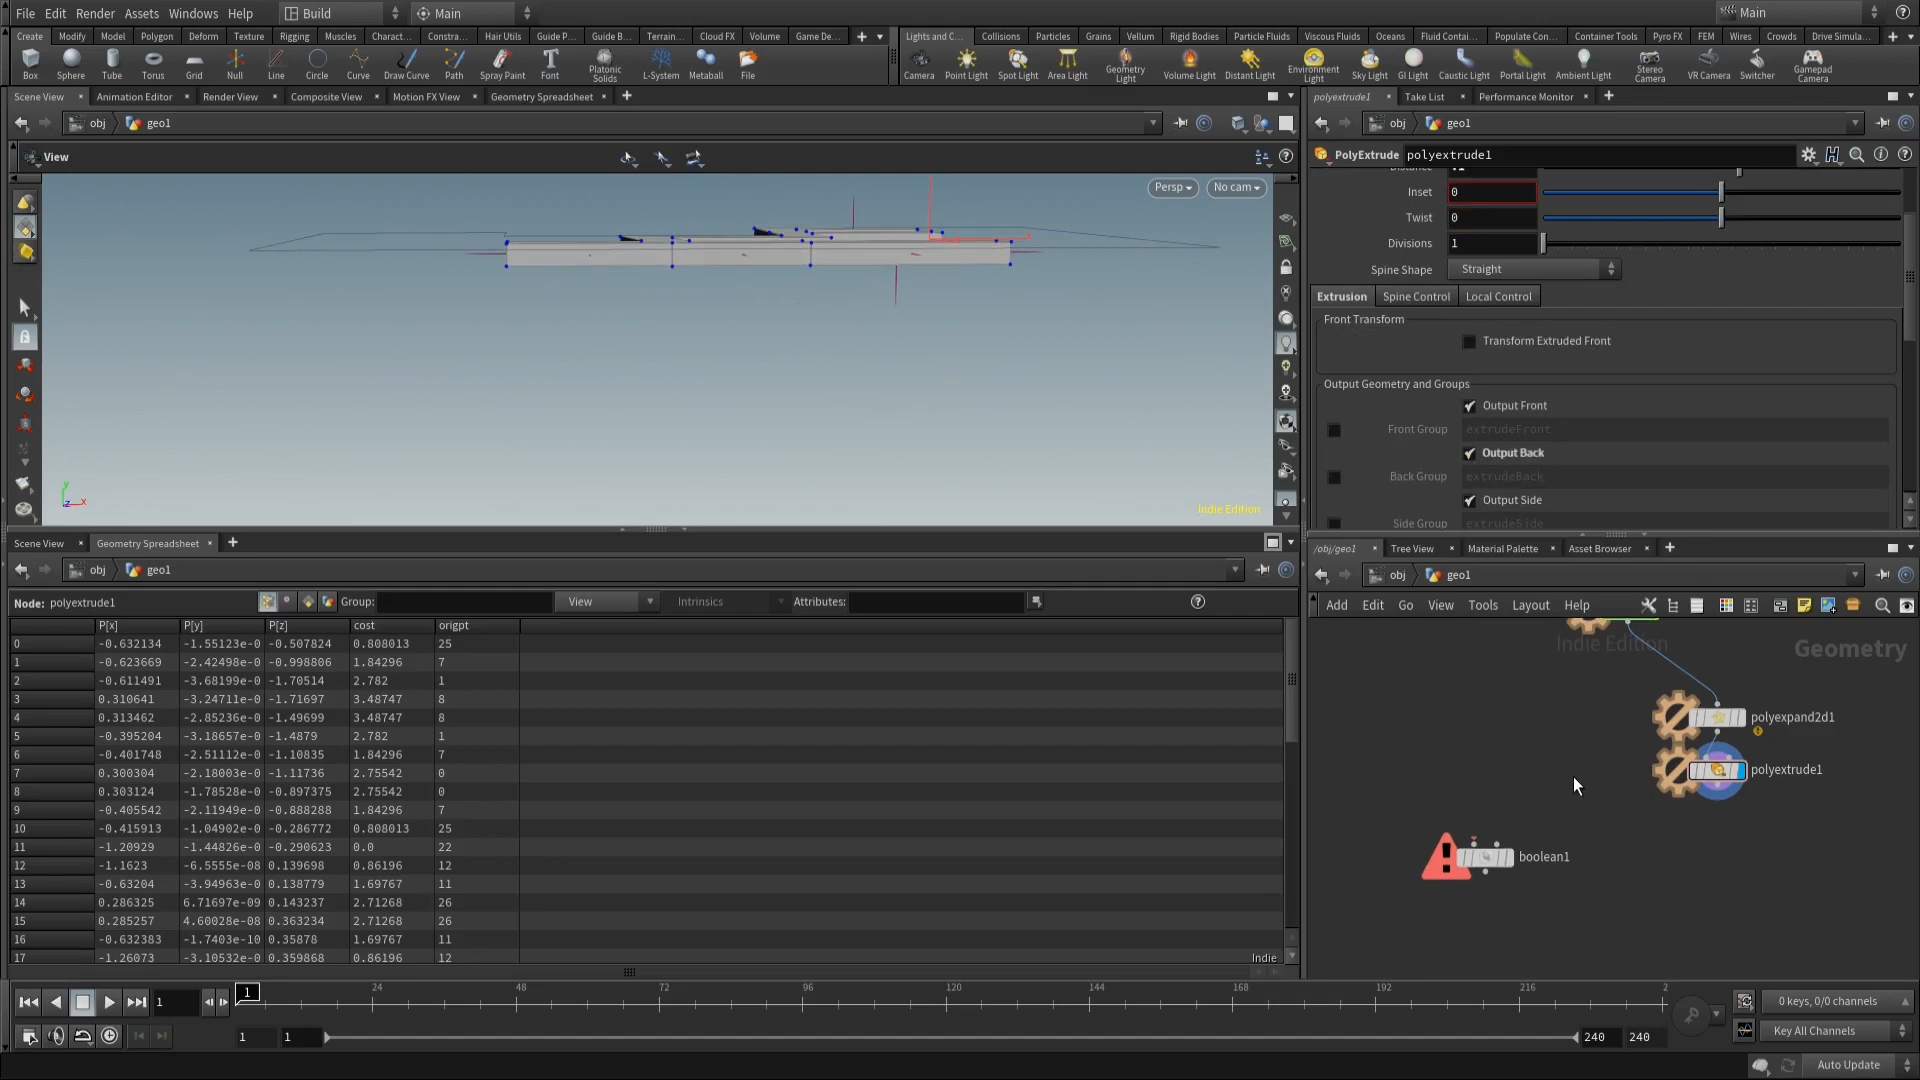 File Edit Render Assets Windows Help Build Main Main
Create Modify Model Polygon Deform Texture Rigging Muscles Charact... Constra... Hair Utils Guide P... Guide B... Terrain... Cloud FX Volume Game De... Lights and C... Collisions Particles Grains Vellum Rigid Bodies Particle Fluids Viscous Fluids Oceans Fluid Contai... Populate Con... Container Tools Pyro FX FEM Wires Crowds Drive Simula...
Box Sphere Tube Torus Grid Null Line Circle Curve Draw Curve Path Spray Paint Font Platonic Solids L-System Metaball File Camera Point Light Spot Light Area Light Geometry Light Volume Light Distant Light Environment Light Sky Light GI Light Caustic Light Portal Light Ambient Light Stereo Camera VR Camera Switcher Gamepad Camera
Scene View Animation Editor Render View Composite View Motion FX View Geometry Spreadsheet
obj geo1
View
Persp No cam
y
z x
Indie Edition
polyextrude1 Take List Performance Monitor
obj geo1
PolyExtrude polyextrude1
Inset 0
Twist 0
Divisions 1
Spine Shape Straight
Extrusion Spine Control Local Control
Front Transform
Transform Extruded Front
Output Geometry and Groups
Output Front
Front Group extrudeFront
Output Back
Back Group extrudeBack
Output Side
Side Group extrudeSide
Scene View Geometry Spreadsheet
obj geo1
Node: polyextrude1 Group: View Intrinsics Attributes:
P[x] P[y] P[z] cost origpt
0 -0.632134 -1.55123e-0 -0.507824 0.808013 25
1 -0.623669 -2.42498e-0 -0.998806 1.84296 7
2 -0.611491 -3.68199e-0 -1.70514 2.782 1
3 0.310641 -3.24711e-0 -1.71697 3.48747 8
4 0.313462 -2.85236e-0 -1.49699 3.48747 8
5 -0.395204 -3.18657e-0 -1.4879 2.782 1
6 -0.401748 -2.51112e-0 -1.10835 1.84296 7
7 0.300304 -2.18003e-0 -1.11736 2.75542 0
8 0.303124 -1.78528e-0 -0.897375 2.75542 0
9 -0.405542 -2.11949e-0 -0.888288 1.84296 7
10 -0.415913 -1.04902e-0 -0.286772 0.808013 25
11 -1.20929 -1.44826e-0 -0.290623 0.0 22
12 -1.1623 -6.5555e-08 0.139698 0.86196 12
13 -0.63204 -3.94963e-0 0.138779 1.69767 11
14 0.286325 6.71697e-09 0.143237 2.71268 26
15 0.285257 4.60028e-08 0.363234 2.71268 26
16 -0.632383 -1.7403e-10 0.35878 1.69767 11
17 -1.26073 -3.10532e-0 0.359868 0.86196 12
Indie
/obj/geo1 Tree View Material Palette Asset Browser
obj geo1
Add Edit Go View Tools Layout Help
Indie Edition Geometry
polyexpand2d1
polyextrude1
boolean1
1 1 24 48 72 96 120 144 168 192 216 2
0 keys, 0/0 channels
1 1 240 240 Key All Channels
Auto Update